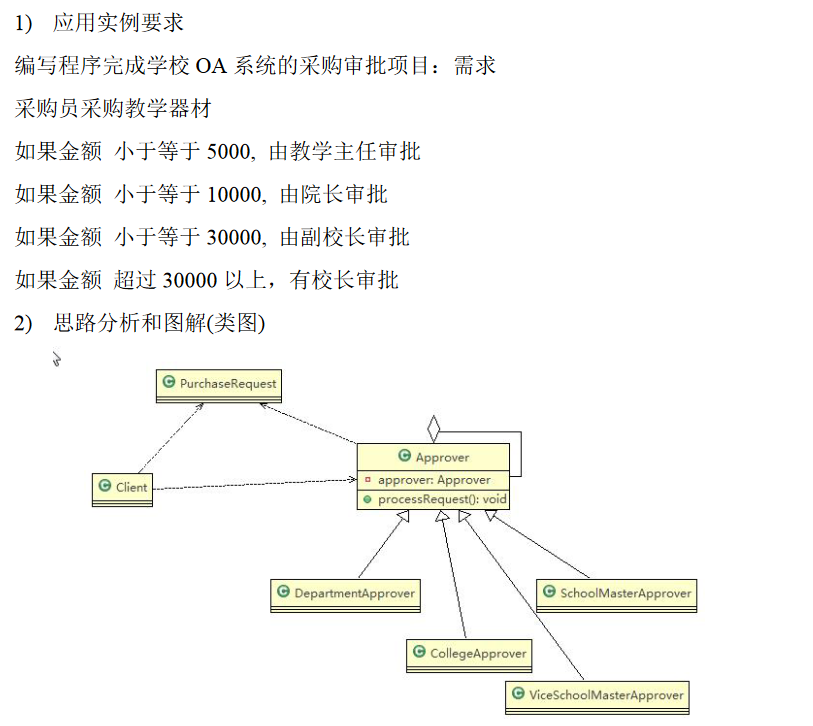 1) 应用实例要求
编写程序完成学校 OA 系统的采购审批项目：需求
采购员采购教学器材
如果金额 小于等于 5000, 由教学主任审批
如果金额 小于等于 10000, 由院长审批
如果金额 小于等于 30000, 由副校长审批
如果金额 超过 30000 以上，有校长审批
2) 思路分析和图解(类图)
PurchaseRequest
Approver
approver: Approver
processRequest(): void
Client
DepartmentApprover
SchoolMasterApprover
CollegeApprover
ViceSchoolMasterApprover